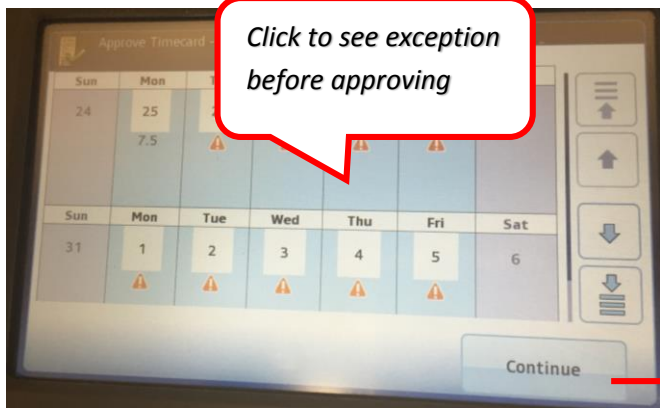 Click to see exception
before approving
Approve Timecard -
Sun Mon
24 25
7.5
Sun Mon Tue Wed Thu Fri Sat
31 1 2 3 4 5 6
Continue